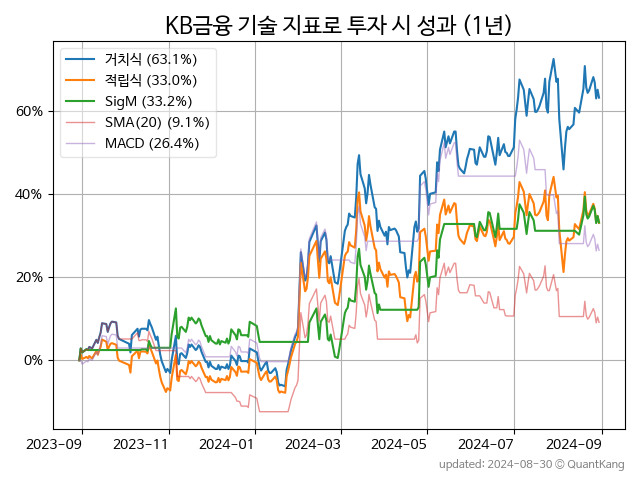 KB금융 기술 지표로 투자 시 성과 (1년)
거치식 (63.1%)
적립식 (33.0%)
SigM (33.2%)
SMA(20) (9.1%)
MACD (26.4%)
60%
40%
20%
0%
2023-09 2023-11 2024-01 2024-03 2024-05 2024-07 2024-09
updated: 2024-08-30 © QuantKang